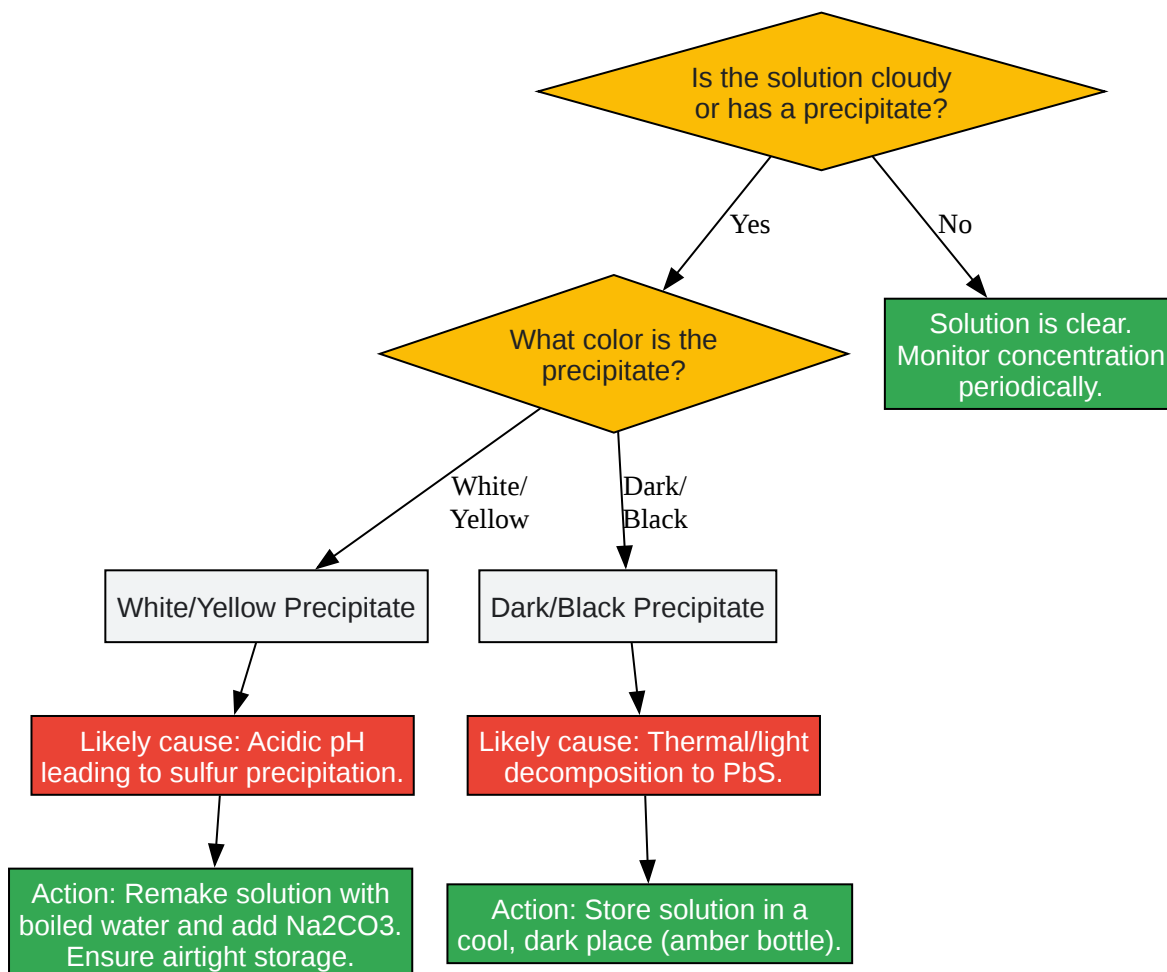 Is the solution cloudy
or has a precipitate?
Yes
No
What color is the
precipitate?
Solution is clear.
Monitor concentration
periodically.
White/
Yellow
Dark/
Black
White/Yellow Precipitate
Dark/Black Precipitate
Likely cause: Acidic pH
leading to sulfur precipitation.
Likely cause: Thermal/light
decomposition to PbS.
Action: Remake solution with
boiled water and add Na2CO3.
Ensure airtight storage.
Action: Store solution in a
cool, dark place (amber bottle).